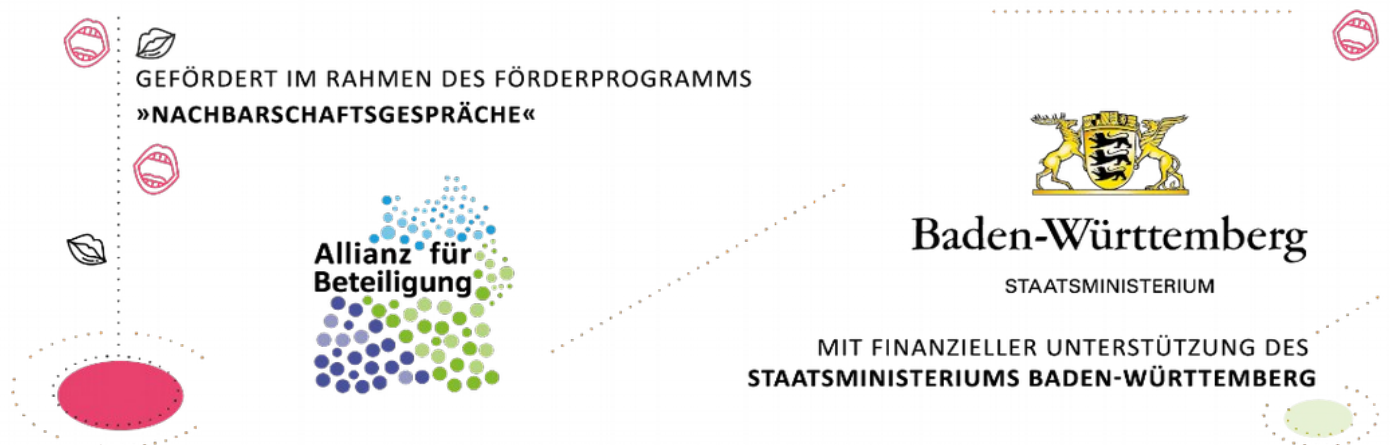 GEFÖRDERT IM RAHMEN DES FÖRDERPROGRAMMS
»NACHBARSCHAFTSGESPRÄCHE«
Allianz für
Beteiligung
Baden-Württemberg
STAATSMINISTERIUM
MIT FINANZIELLER UNTERSTÜTZUNG DES
STAATSMINISTERIUMS BADEN-WÜRTTEMBERG